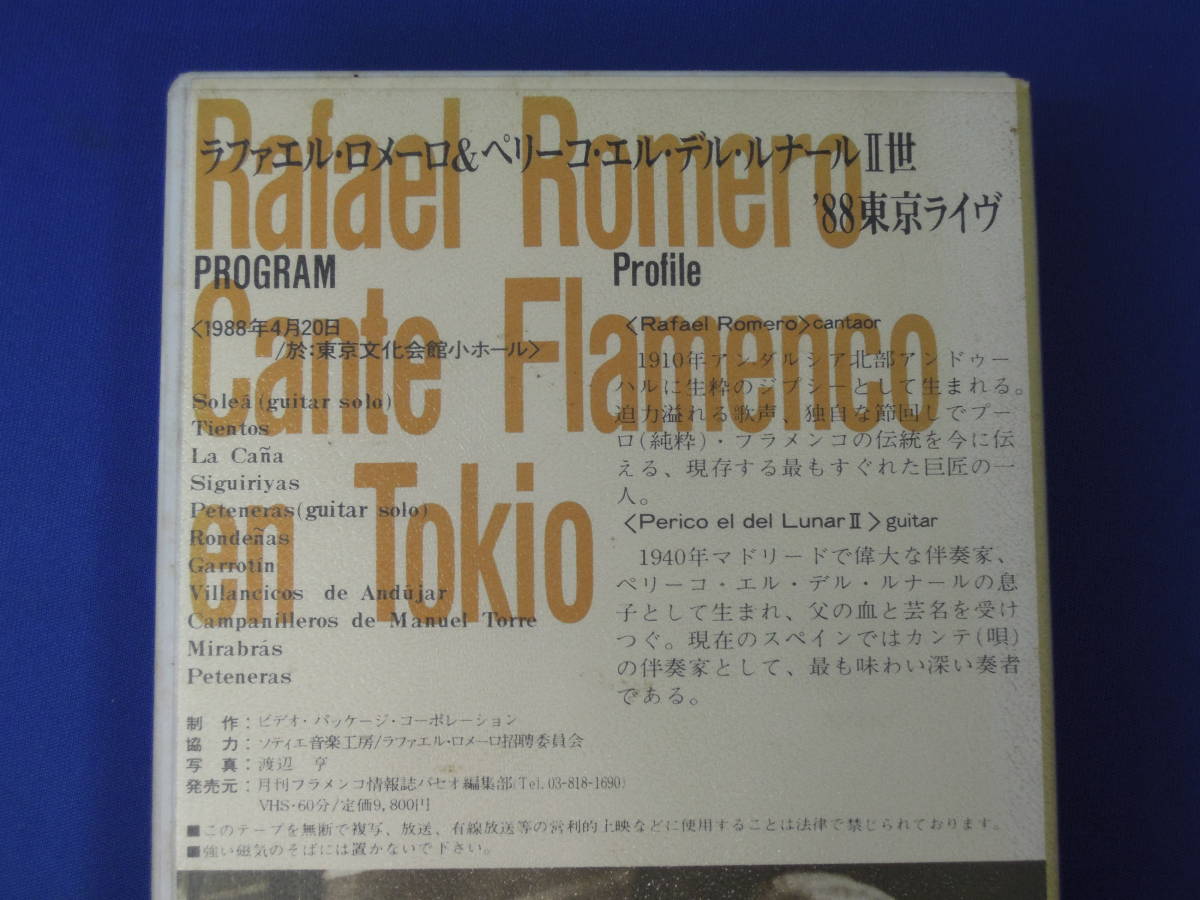 Rafael Romero
Cante Flamenco
en Tokio
ラファエル・ロメーロ&ペリーコ・エル・デル・ルナールII世
'88東京ライヴ
PROGRAM
〈1988年4月20日
/於:東京文化会館小ホール〉
Soleá (guitar solo)
Tientos
La Caña
Siguiriyas
Peteneras (guitar solo)
Rondeñas
Garrotín
Villancicos de Andújar
Campanilleros de Manuel Torre
Mirabrás
Peteneras
Profile
〈Rafael Romero〉cantaor
1910年アンダルシア北部アンドゥー
ハルに生粋のジプシーとして生まれる。
迫力溢れる歌声、独自な節回しでプー
ロ(純粋)・フラメンコの伝統を今に伝
える、現存する最もすぐれた巨匠の一
人。
〈Perico el del Lunar II〉guitar
1940年マドリードで偉大な伴奏家、
ペリーコ・エル・デル・ルナールの息
子として生まれ、父の血と芸名を受け
つぐ。現在のスペインではカンテ(唄)
の伴奏家として、最も味わい深い奏者
である。
制 作:ビデオ・パッケージ・コーポレーション
協 力:ソティエ音楽工房/ラファエル・ロメーロ招聘委員会
写 真:渡辺 亨
発売元:月刊フラメンコ情報誌パセオ編集部(Tel.03-818-1690)
VHS・60分/定価9,800円
■このテープを無断で複写、放送、有線放送等の営利的上映などに使用することは法律で禁じられております。
■強い磁気のそばには置かないで下さい。